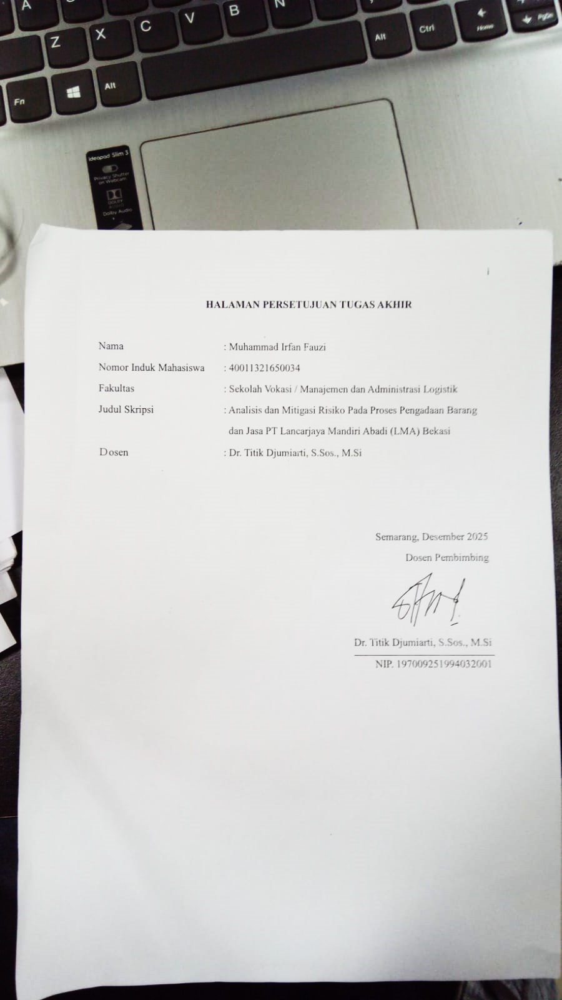 A
N
Z
X
C
V
B
Alt
Ctrl
Home
PgDn
Fn
Alt
ideapad Slim 3
Privacy Shutter
on Webcam
DOLBY
AUDIO
Dolby Audio
i
HALAMAN PERSETUJUAN TUGAS AKHIR
Nama : Muhammad Irfan Fauzi
Nomor Induk Mahasiswa : 40011321650034
Fakultas : Sekolah Vokasi / Manajemen dan Administrasi Logistik
Judul Skripsi : Analisis dan Mitigasi Risiko Pada Proses Pengadaan Barang
dan Jasa PT Lancarjaya Mandiri Abadi (LMA) Bekasi
Dosen : Dr. Titik Djumiarti, S.Sos., M.Si
Semarang, Desember 2025
Dosen Pembimbing
Dr. Titik Djumiarti, S.Sos., M.Si
NIP. 197009251994032001